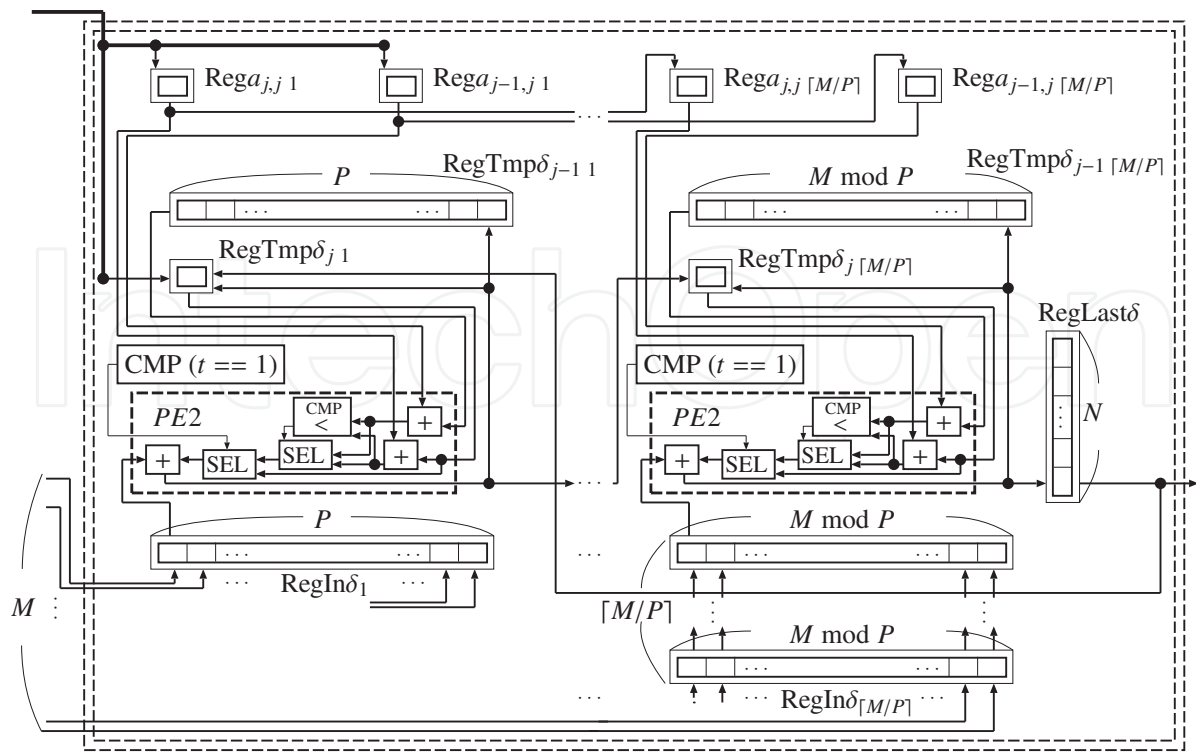 Rega_{j,j 1}
Rega_{j-1,j 1}
Rega_{j,j ⌈M/P⌉}
Rega_{j-1,j ⌈M/P⌉}
...
RegTmpδ_{j-1 1}
RegTmpδ_{j-1 ⌈M/P⌉}
P
M mod P
... ...
... ...
RegTmpδ_{j 1}
RegTmpδ_{j ⌈M/P⌉}
IntechOpen
RegLastδ
CMP (t == 1)
CMP (t == 1)
PE2
CMP
<
+
PE2
CMP
<
+
⋮
N
+
SEL
SEL
+
+
SEL
SEL
+
...
P
M mod P
... ...
...
... ...
RegInδ_1
... ...
M
⋮
⌈M/P⌉
⋮
⋮
M mod P
... ...
...
... ...
RegInδ_{⌈M/P⌉}